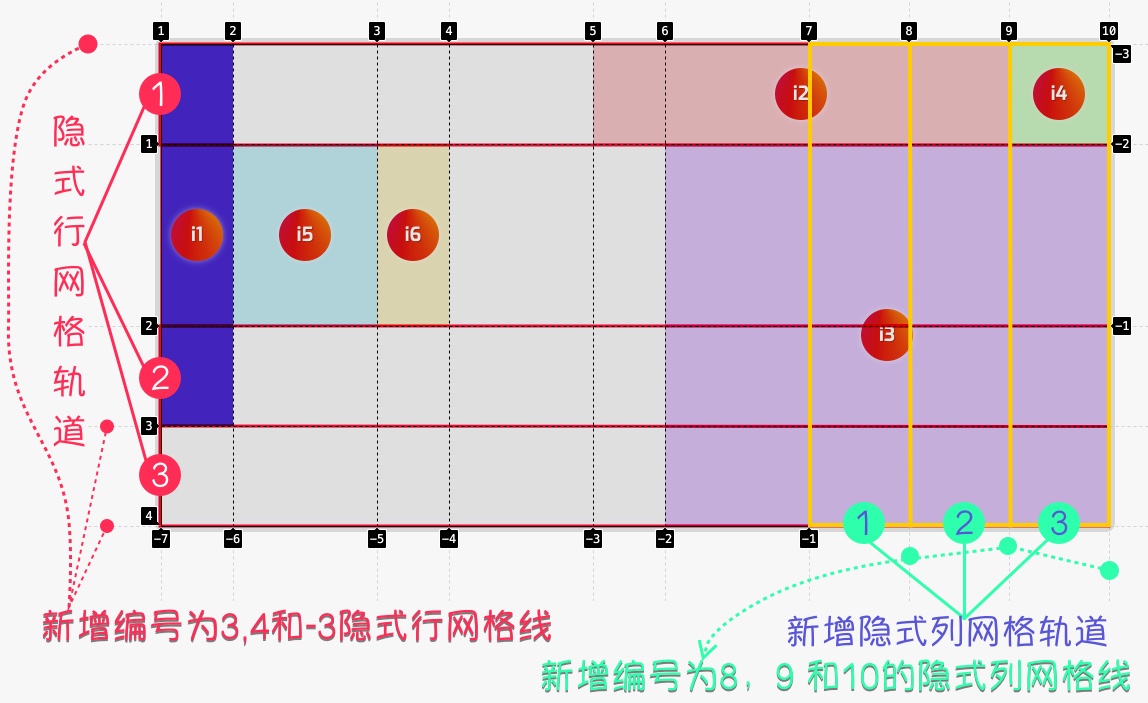 1 2 3 4 5 6 7 8 9 10
-3
i2 i4
1
隐式行网格轨道
1 -2
i1 i5 i6
2 -1
i3
2
3
3
4
1 2 3
-7 -6 -5 -4 -3 -2 -1
新增编号为3,4和-3隐式行网格线
新增隐式列网格轨道
新增编号为8，9 和10的隐式列网格线